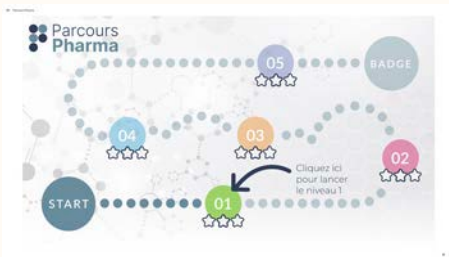 Parcours
Pharma
05
BADGE
04
03
02
Cliquez ici
pour lancer
le niveau 1
START
01